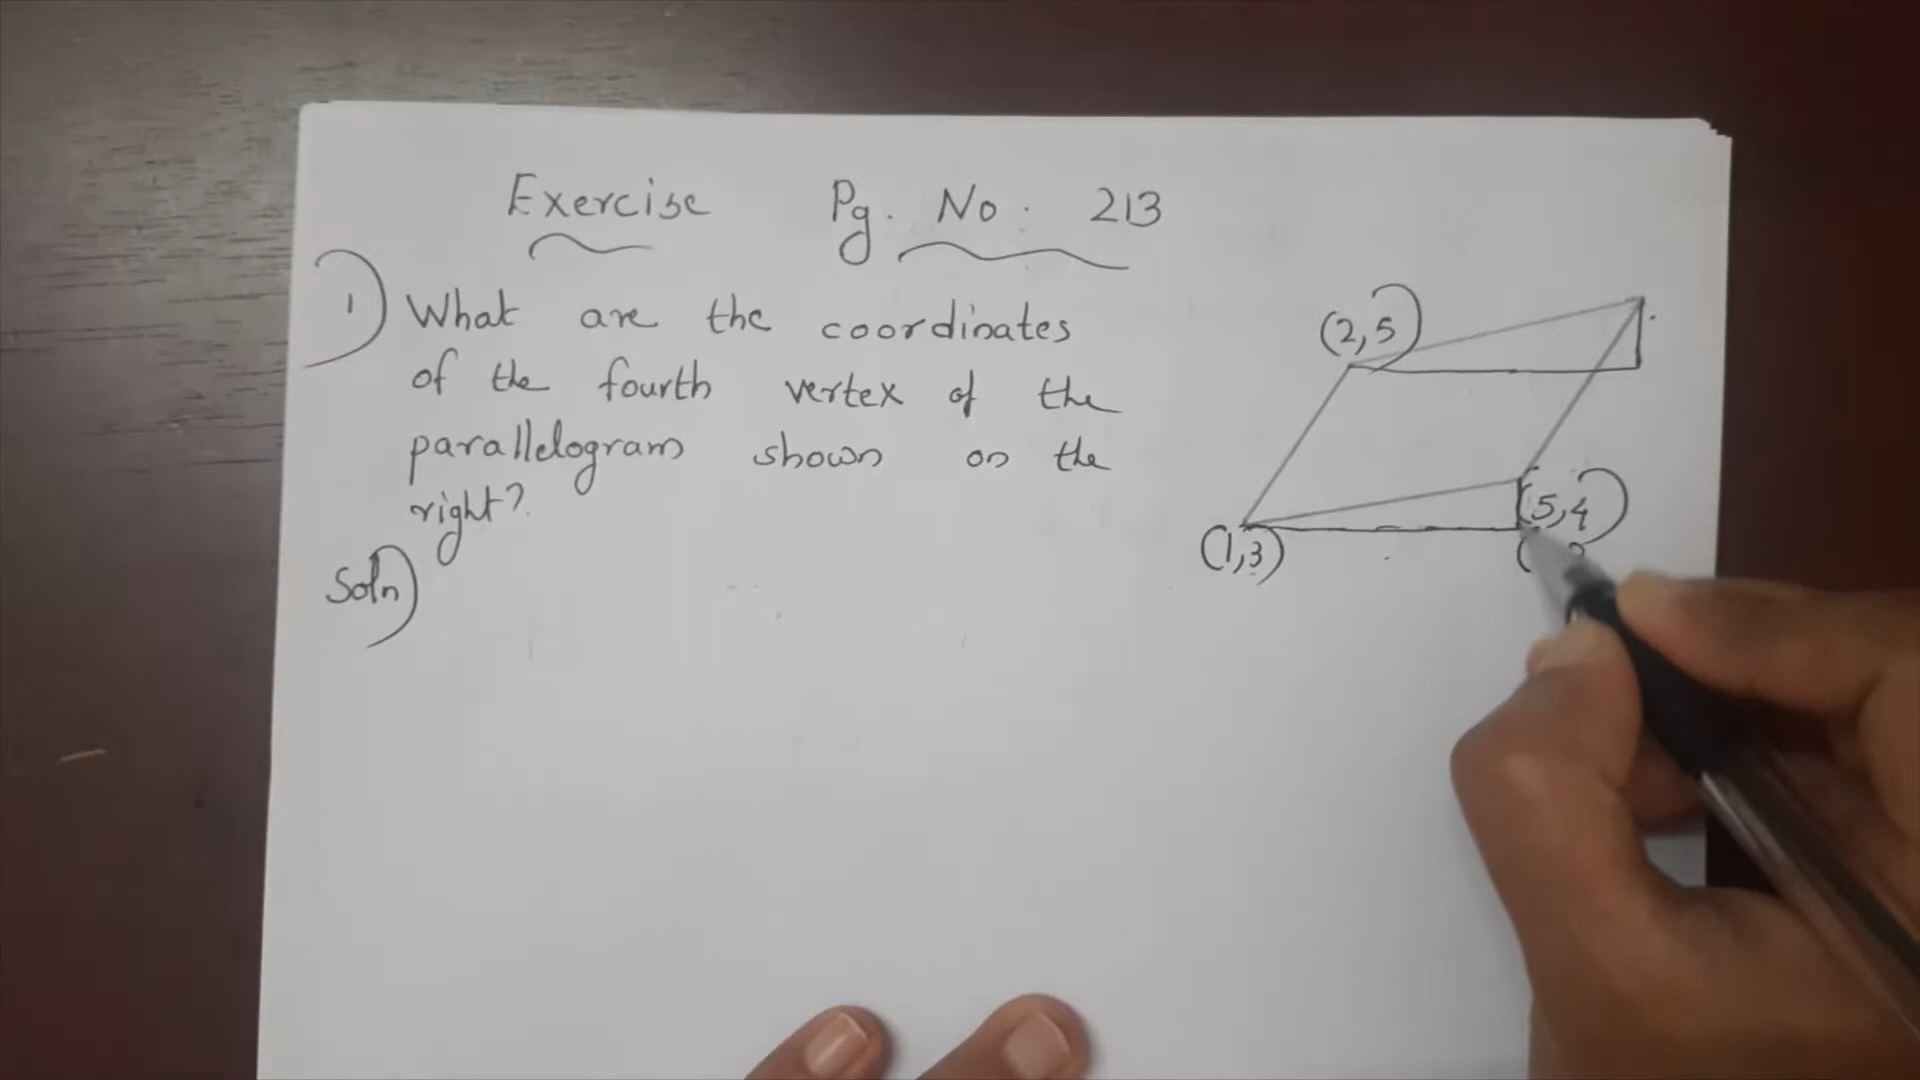 Exercise Pg. No. 213
1) What are the coordinates
of the fourth vertex of the
parallelogram shown on the
right?
Soln)
(2,5)
(5,4)
(1,3)